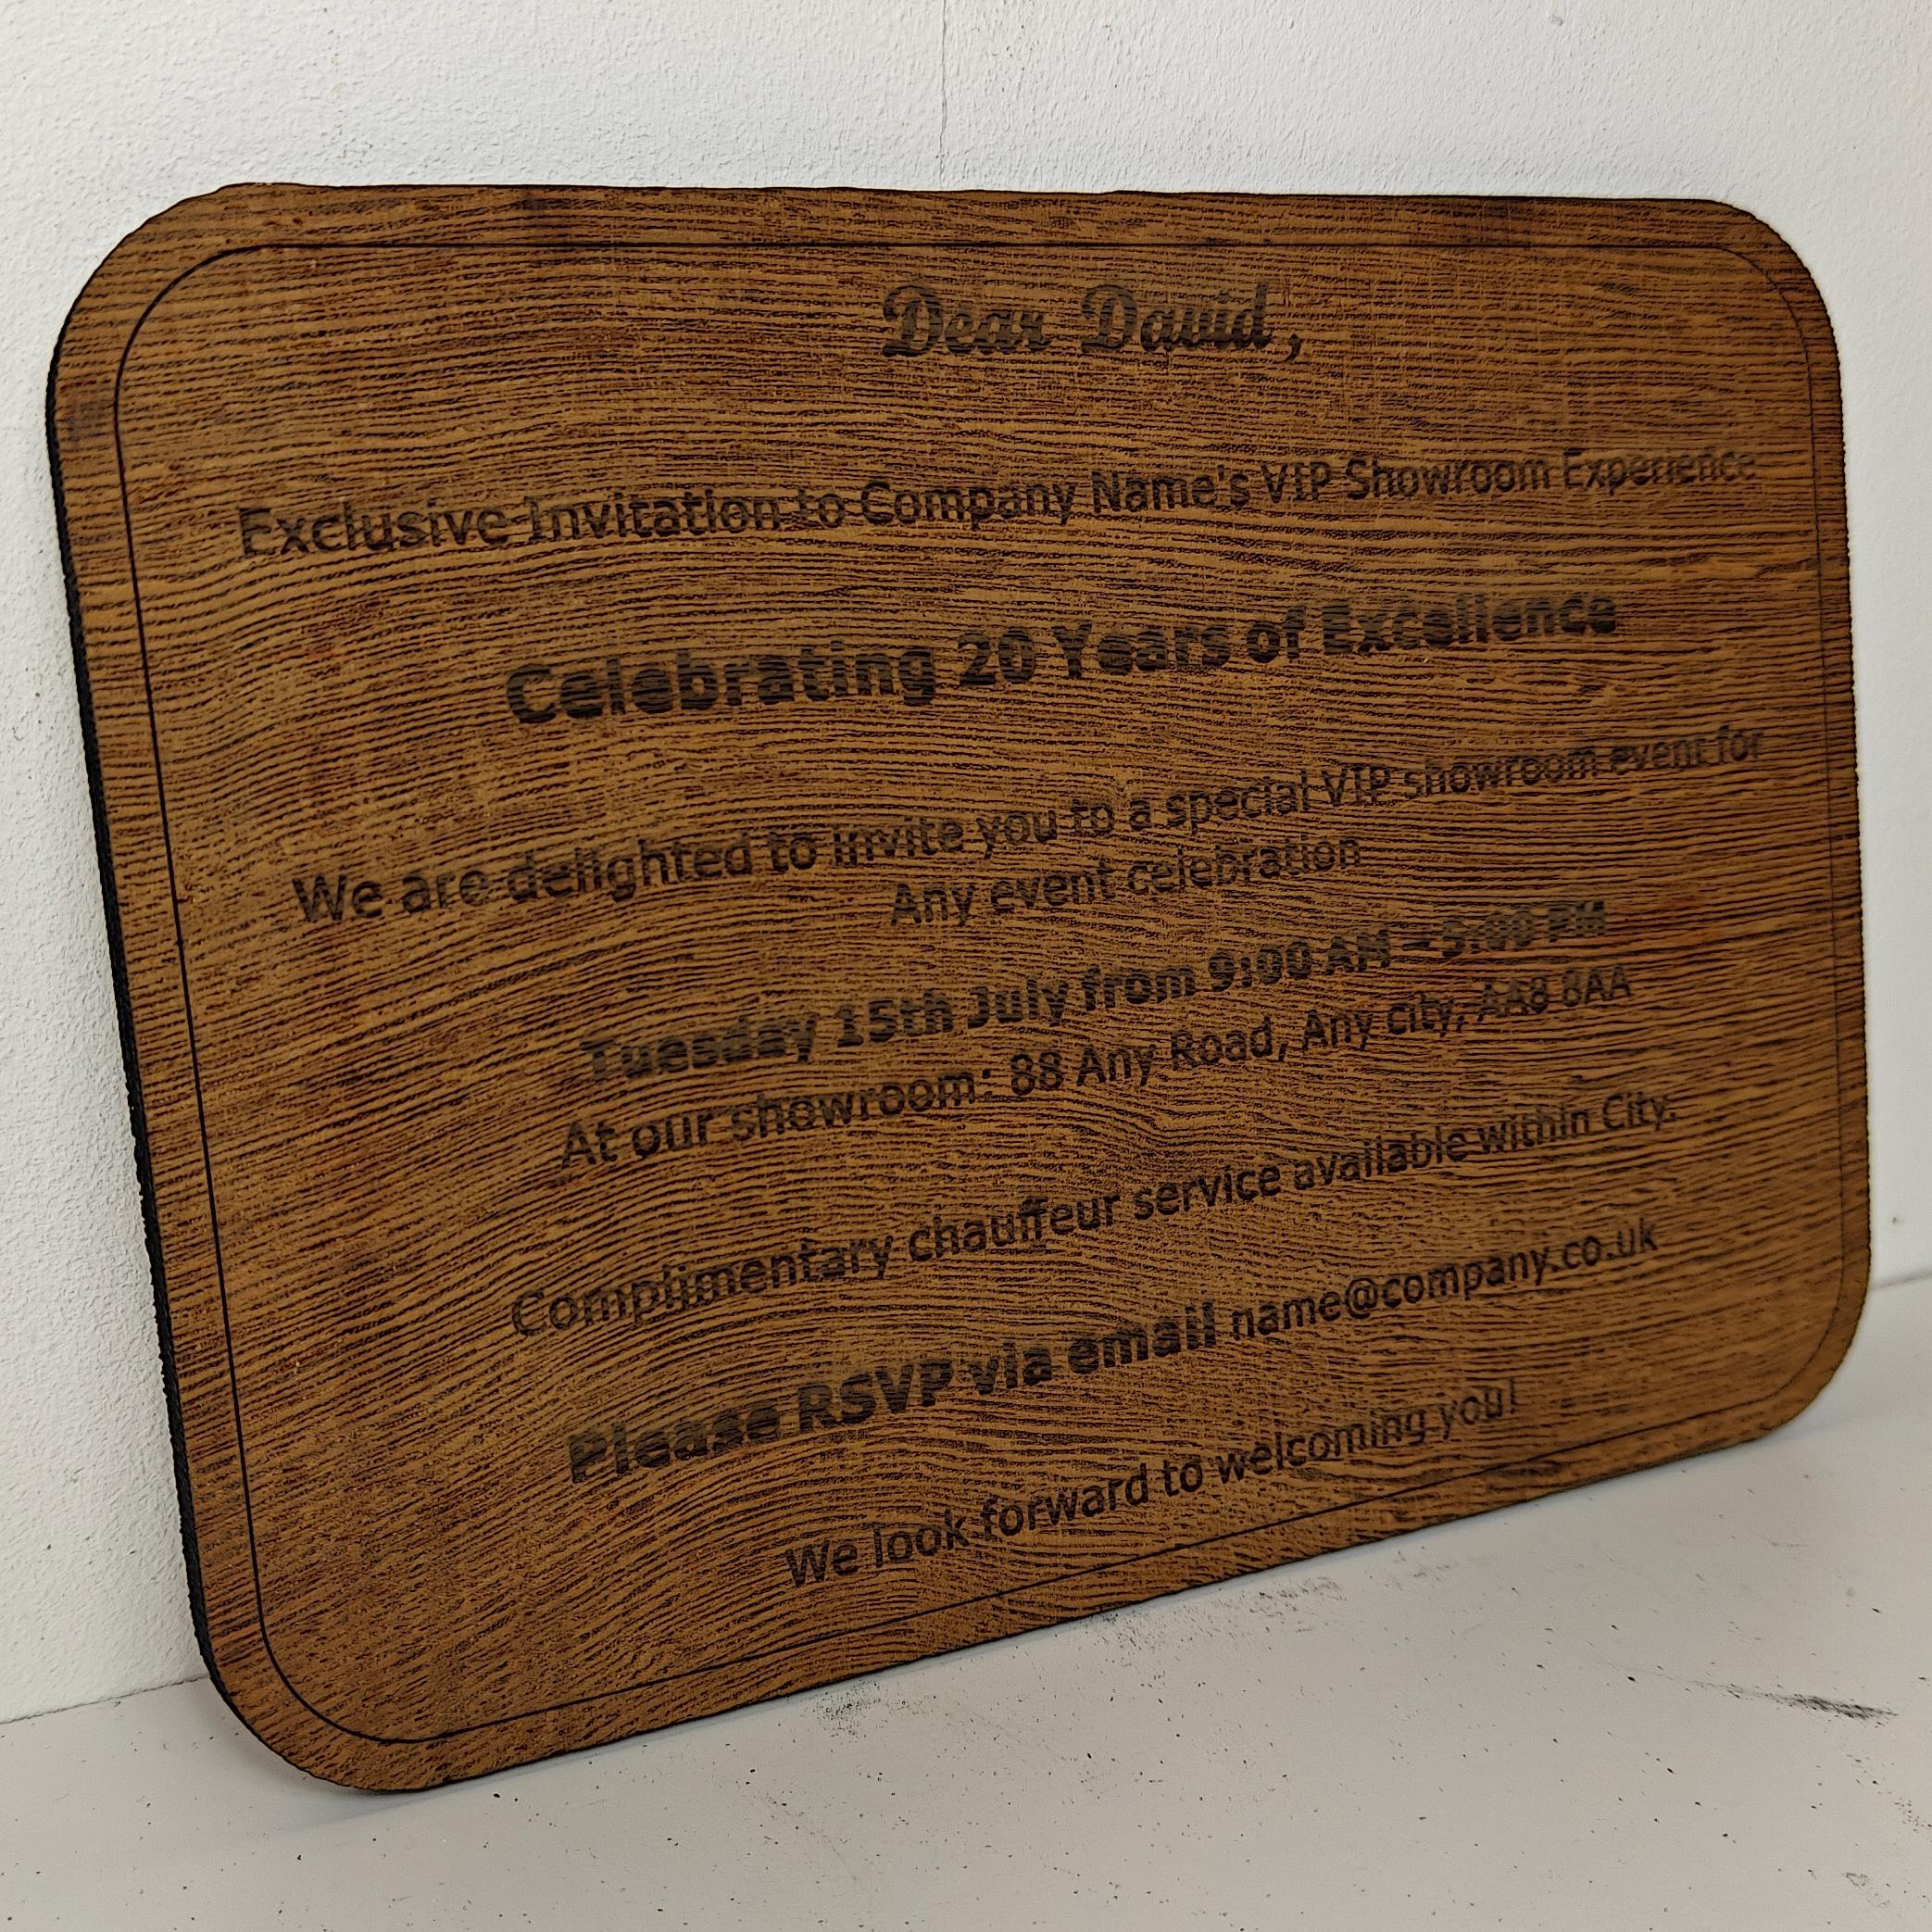 Dear David,
Exclusive Invitation to Company Name's VIP Showroom Experience
Celebrating 20 Years of Excellence
We are delighted to invite you to a special VIP showroom event for
Any event celebration
Tuesday 15th July from 9:00 AM - 5:00 PM
At our showroom: 88 Any Road, Any city, AA8 8AA
Complimentary chauffeur service available within City.
Please RSVP via email name@company.co.uk
We look forward to welcoming you!